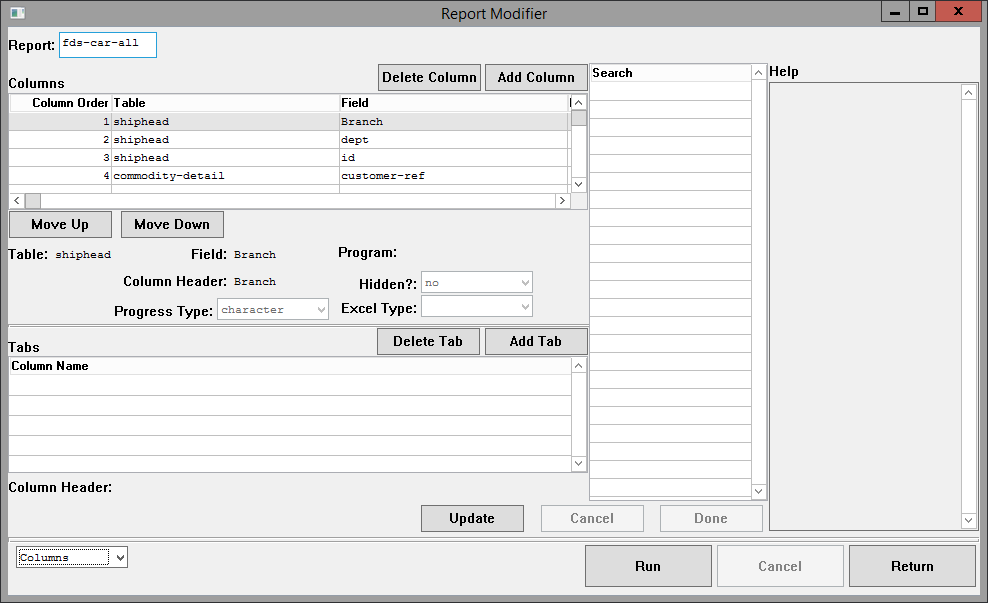 Report Modifier
Report: fds-car-all
Columns
Delete Column Add Column
Column Order Table Field
1 shiphead Branch
2 shiphead dept
3 shiphead id
4 commodity-detail customer-ref
Move Up Move Down
Table: shiphead Field: Branch Program:
Column Header: Branch Hidden?: no
Progress Type: character Excel Type:
Tabs Delete Tab Add Tab
Column Name
Column Header:
Search
Help
Update Cancel Done
Columns
Run Cancel Return